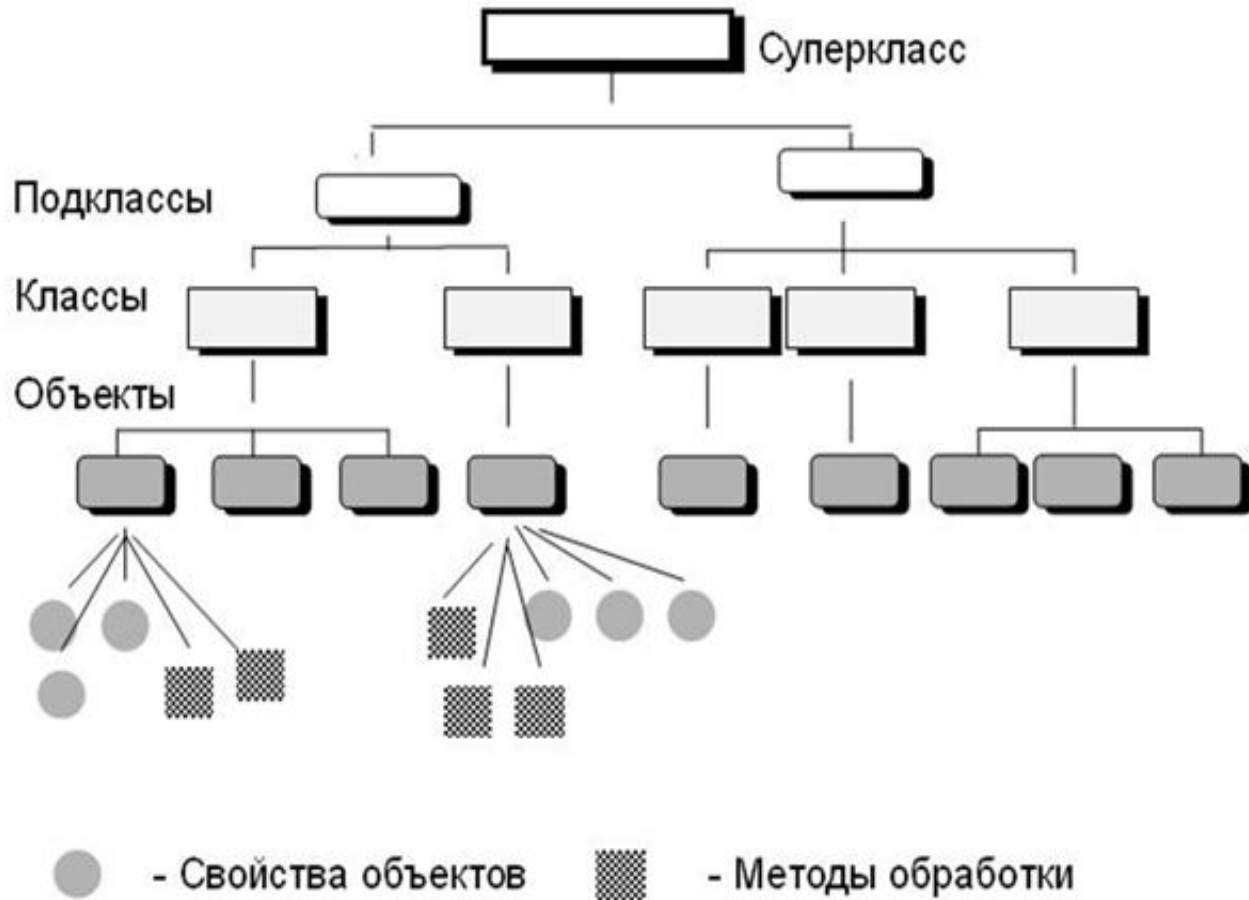 Суперкласс
Подклассы
Классы
Объекты
- Свойства объектов
- Методы обработки